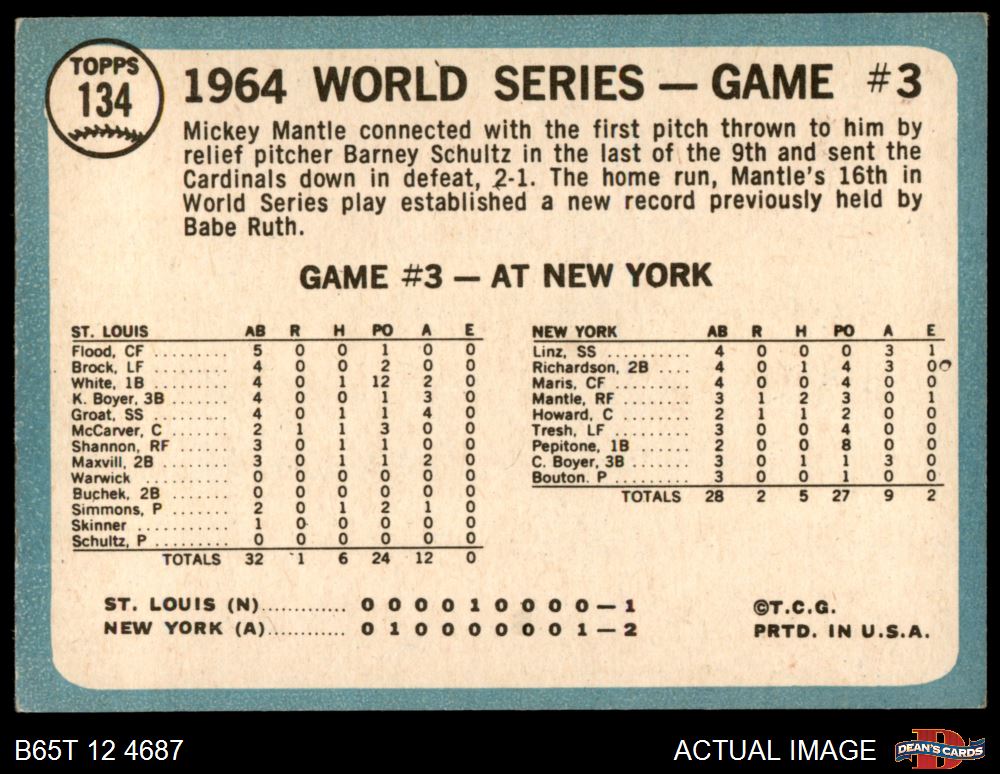 TOPPS
134
1964 WORLD SERIES — GAME #3
Mickey Mantle connected with the first pitch thrown to him by
relief pitcher Barney Schultz in the last of the 9th and sent the
Cardinals down in defeat, 2-1. The home run, Mantle's 16th in
World Series play established a new record previously held by
Babe Ruth.
GAME #3 — AT NEW YORK
ST. LOUIS AB R H PO A E
Flood, CF ......... 5 0 0 1 0 0
Brock, LF ......... 4 0 0 2 0 0
White, 1B ......... 4 0 1 12 2 0
K. Boyer, 3B ....... 4 0 0 1 3 0
Groat, SS ......... 4 0 1 1 4 0
McCarver, C ....... 2 1 1 3 0 0
Shannon, RF ....... 3 0 1 1 0 0
Maxvill, 2B ........ 3 0 1 1 2 0
Warwick .......... 0 0 0 0 0 0
Buchek, 2B ........ 0 0 0 0 0 0
Simmons, P ....... 2 0 1 2 1 0
Skinner .......... 1 0 0 0 0 0
Schultz, P ........ 0 0 0 0 0 0
TOTALS 32 1 6 24 12 0
NEW YORK AB R H PO A E
Linz, SS .......... 4 0 0 0 3 1
Richardson, 2B .... 4 0 1 4 3 0
Maris, CF ......... 4 0 0 4 0 0
Mantle, RF ........ 3 1 2 3 0 1
Howard, C ........ 2 1 1 2 0 0
Tresh, LF ......... 3 0 0 4 0 0
Pepitone, 1B ...... 2 0 0 8 0 0
C. Boyer, 3B ....... 3 0 1 1 3 0
Bouton. P ........ 3 0 0 1 0 0
TOTALS 28 2 5 27 9 2
ST. LOUIS (N)............. 0 0 0 0 1 0 0 0 0 — 1
NEW YORK (A)........... 0 1 0 0 0 0 0 0 1 — 2
©T.C.G.
PRTD. IN U.S.A.
B65T 12 4687
ACTUAL IMAGE
D
DEAN'S CARDS